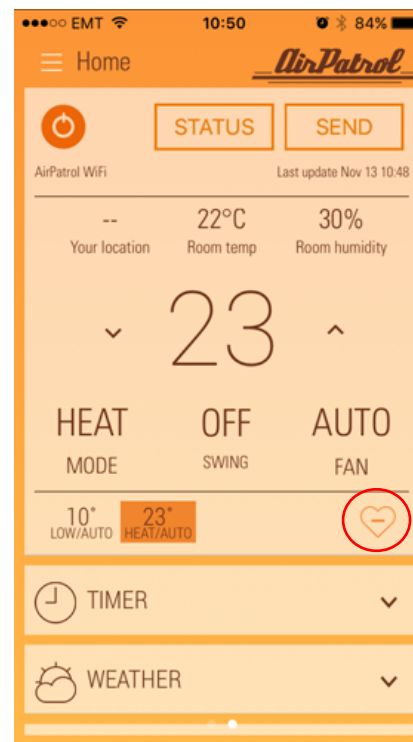 EMT 10:50 84%
Home AirPatrol
STATUS SEND
AirPatrol WiFi Last update Nov 13 10:48
-- 22°C 30%
Your location Room temp Room humidity
23
HEAT OFF AUTO
MODE SWING FAN
10° 23°
LOW/AUTO HEAT/AUTO
TIMER
WEATHER